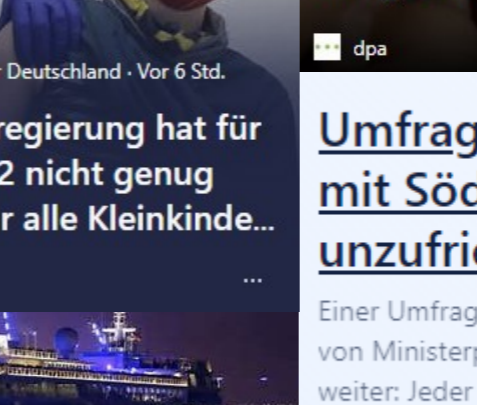 r Deutschland · Vor 6 Std.
regierung hat für
2 nicht genug
r alle Kleinkinde...
...
dpa
Umfrag
mit Söd
unzufrie
Einer Umfrag
von Ministerp
weiter: Jeder